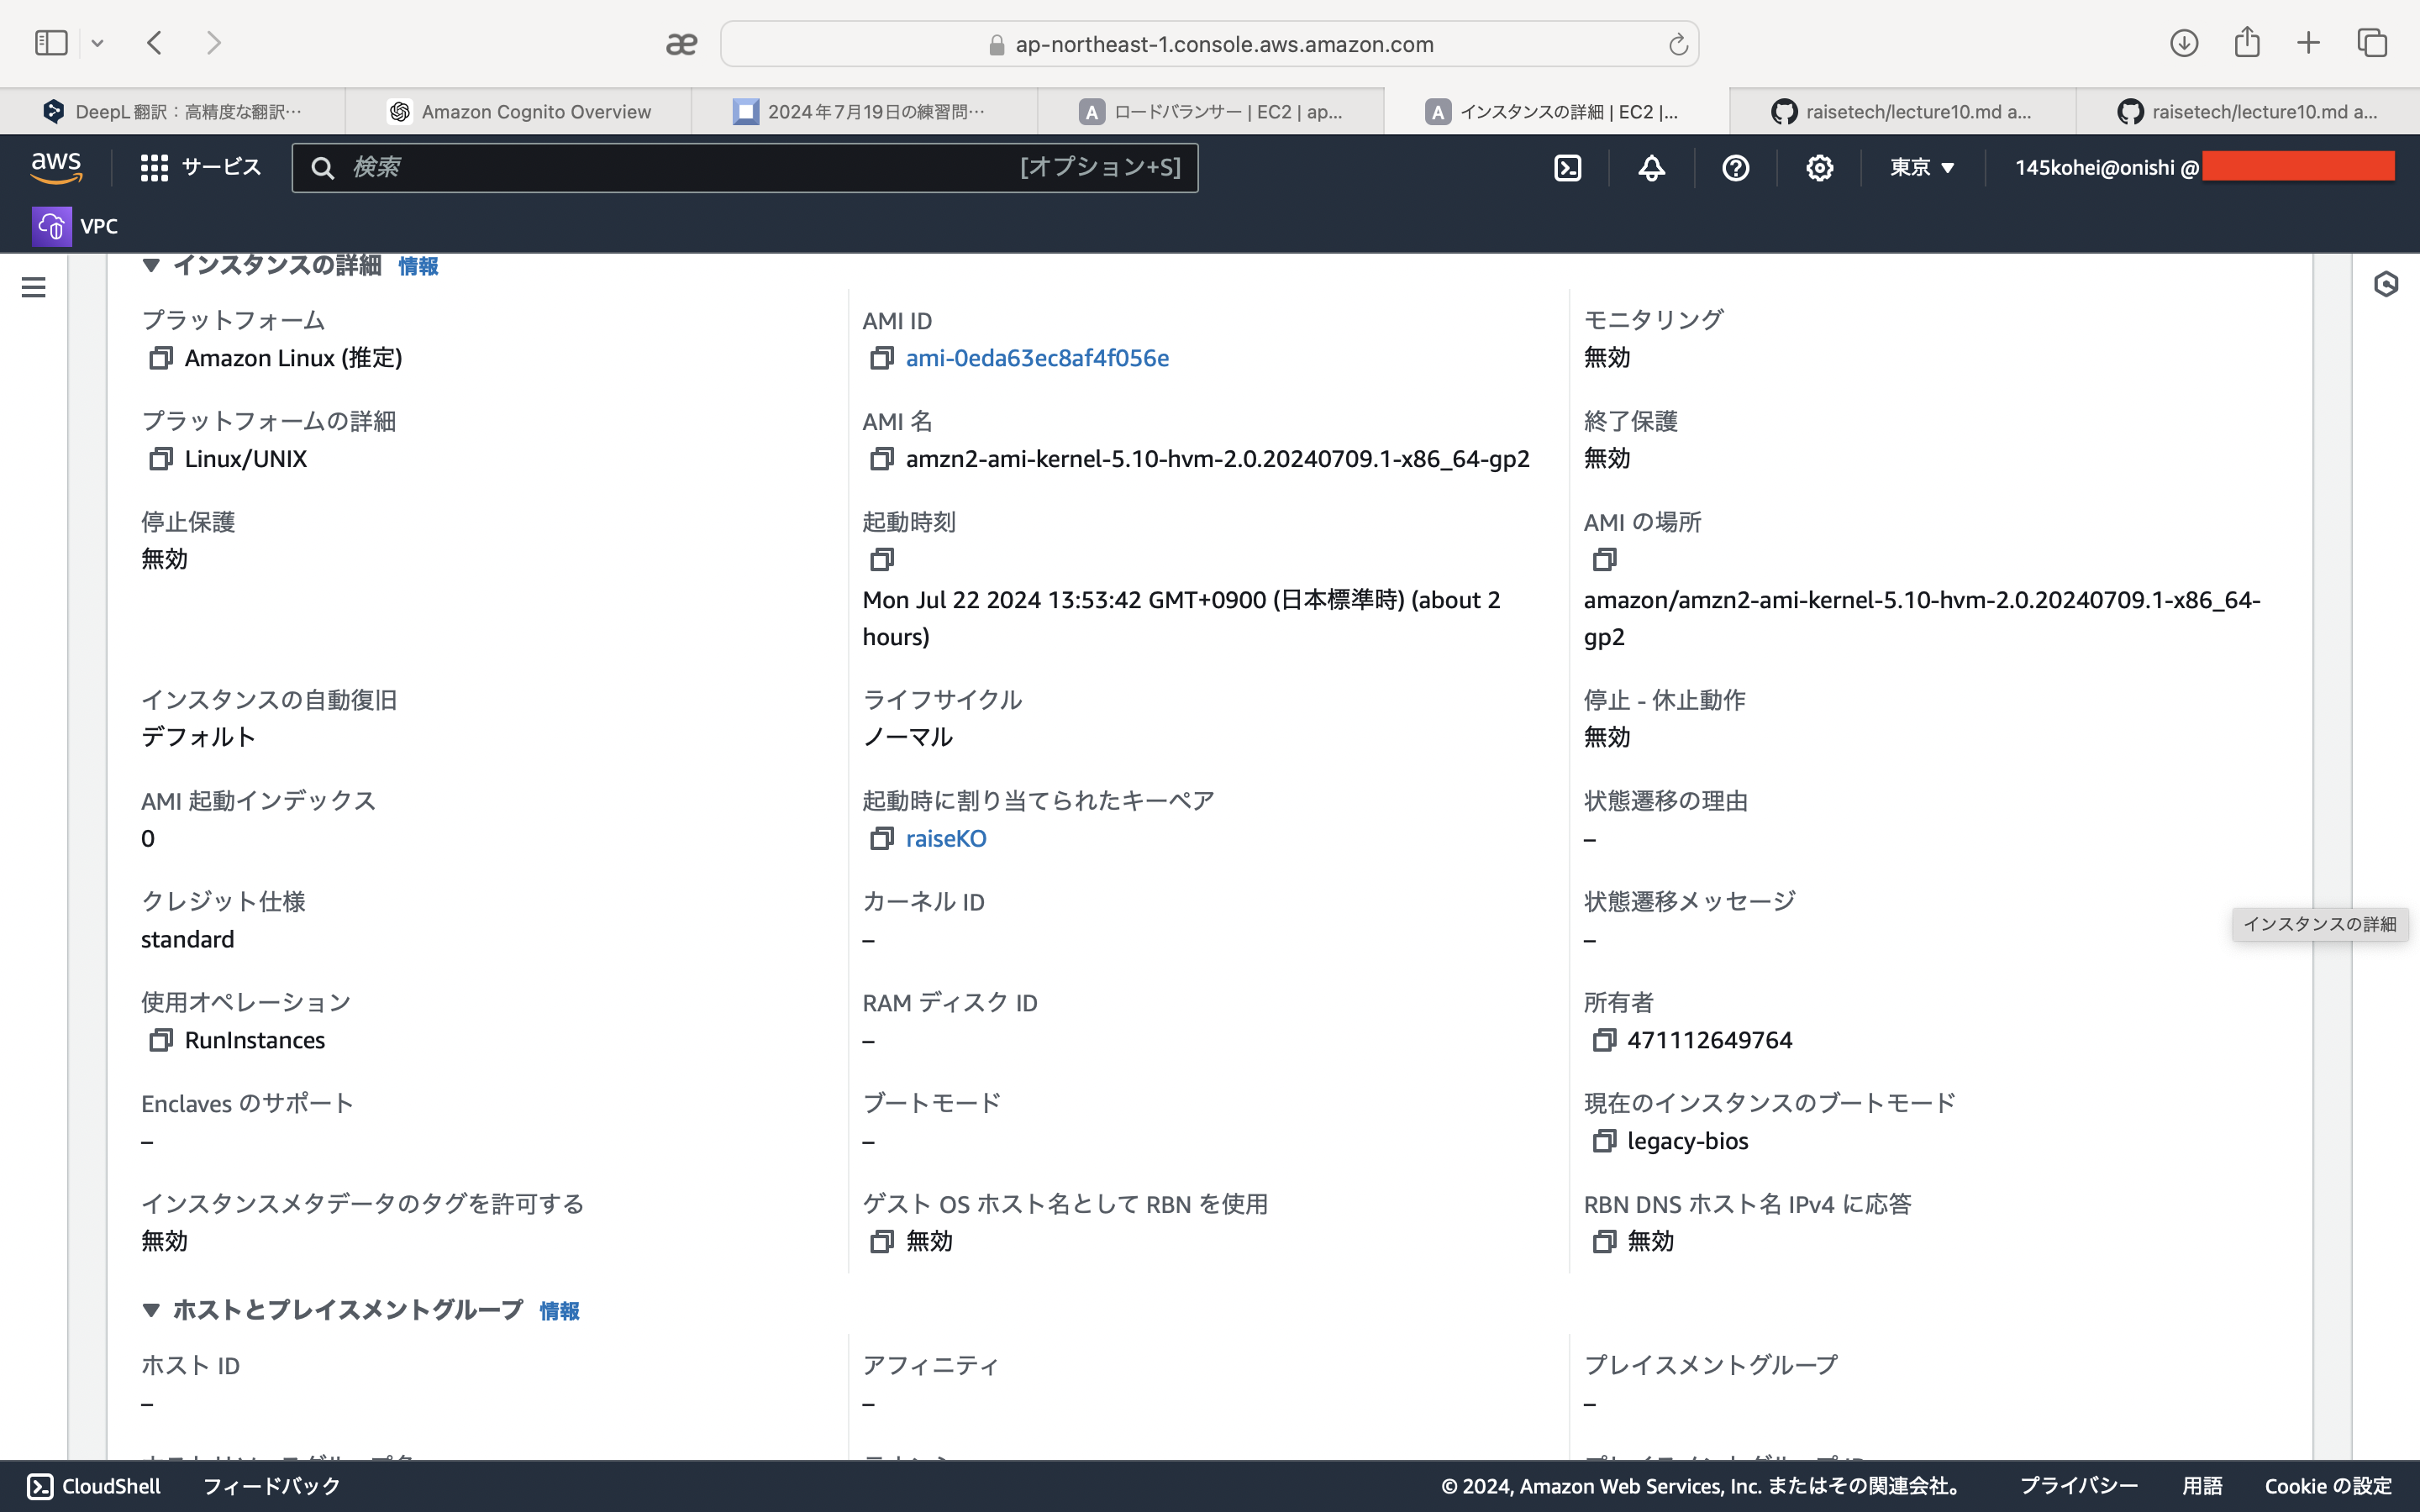 ap-northeast-1.console.aws.amazon.com
DeepL 翻訳：高精度な翻訳…
Amazon Cognito Overview
2024年7月19日の練習問…
ロードバランサー | EC2 | ap...
インスタンスの詳細 | EC2 |...
raisetech/lecture10.md a...
raisetech/lecture10.md a...
aws
サービス
検索
[オプション+S]
東京
145kohei@onishi @
VPC
インスタンスの詳細 情報
プラットフォーム
Amazon Linux (推定)
AMI ID
ami-0eda63ec8af4f056e
モニタリング
無効
プラットフォームの詳細
Linux/UNIX
AMI 名
amzn2-ami-kernel-5.10-hvm-2.0.20240709.1-x86_64-gp2
終了保護
無効
停止保護
無効
起動時刻
Mon Jul 22 2024 13:53:42 GMT+0900 (日本標準時) (about 2
hours)
AMI の場所
amazon/amzn2-ami-kernel-5.10-hvm-2.0.20240709.1-x86_64-
gp2
インスタンスの自動復旧
デフォルト
ライフサイクル
ノーマル
停止 - 休止動作
無効
AMI 起動インデックス
0
起動時に割り当てられたキーペア
raiseKO
状態遷移の理由
–
クレジット仕様
standard
カーネル ID
–
状態遷移メッセージ
–
インスタンスの詳細
使用オペレーション
RunInstances
RAM ディスク ID
–
所有者
471112649764
Enclaves のサポート
–
ブートモード
–
現在のインスタンスのブートモード
legacy-bios
インスタンスメタデータのタグを許可する
無効
ゲスト OS ホスト名として RBN を使用
無効
RBN DNS ホスト名 IPv4 に応答
無効
ホストとプレイスメントグループ 情報
ホスト ID
–
アフィニティ
–
プレイスメントグループ
–
CloudShell
フィードバック
© 2024, Amazon Web Services, Inc. またはその関連会社。
プライバシー
用語
Cookie の設定